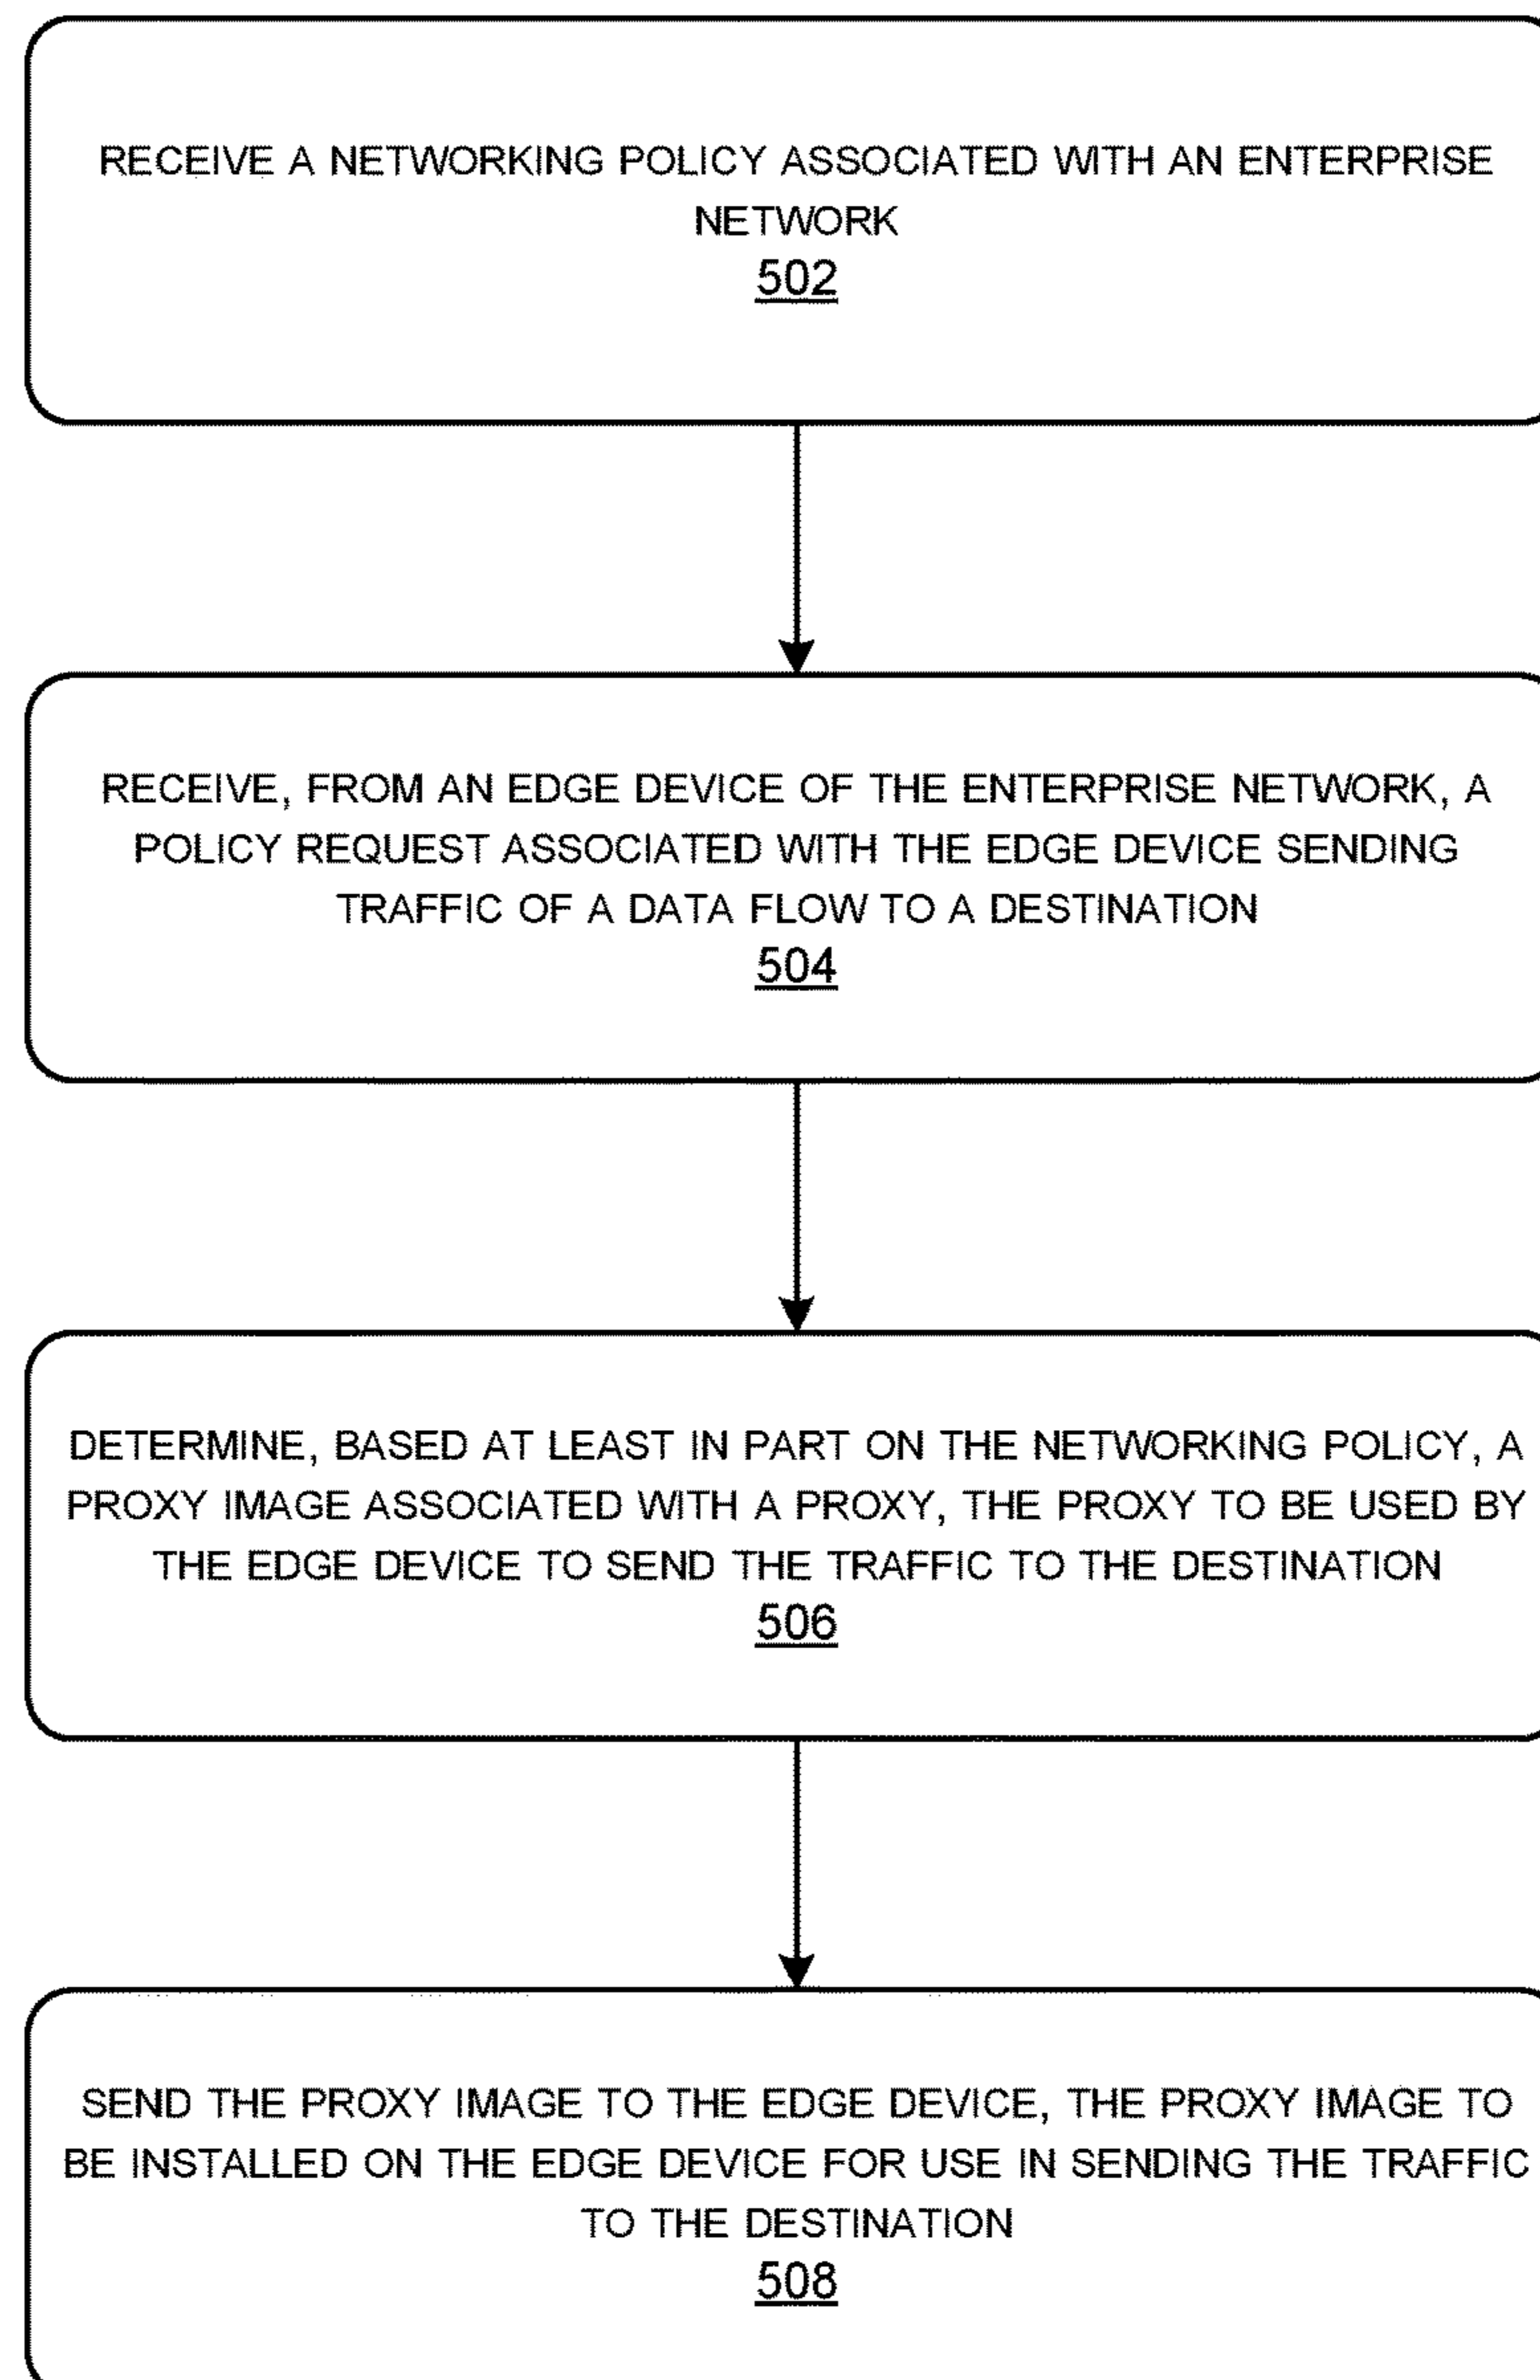 RECEIVE A NETWORKING POLICY ASSOCIATED WITH AN ENTERPRISE
NETWORK
502
RECEIVE, FROM AN EDGE DEVICE OF THE ENTERPRISE NETWORK, A
POLICY REQUEST ASSOCIATED WITH THE EDGE DEVICE SENDING
TRAFFIC OF A DATA FLOW TO A DESTINATION
504
DETERMINE, BASED AT LEAST IN PART ON THE NETWORKING POLICY, A
PROXY IMAGE ASSOCIATED WITH A PROXY, THE PROXY TO BE USED BY
THE EDGE DEVICE TO SEND THE TRAFFIC TO THE DESTINATION
506
SEND THE PROXY IMAGE TO THE EDGE DEVICE, THE PROXY IMAGE TO
BE INSTALLED ON THE EDGE DEVICE FOR USE IN SENDING THE TRAFFIC
TO THE DESTINATION
508